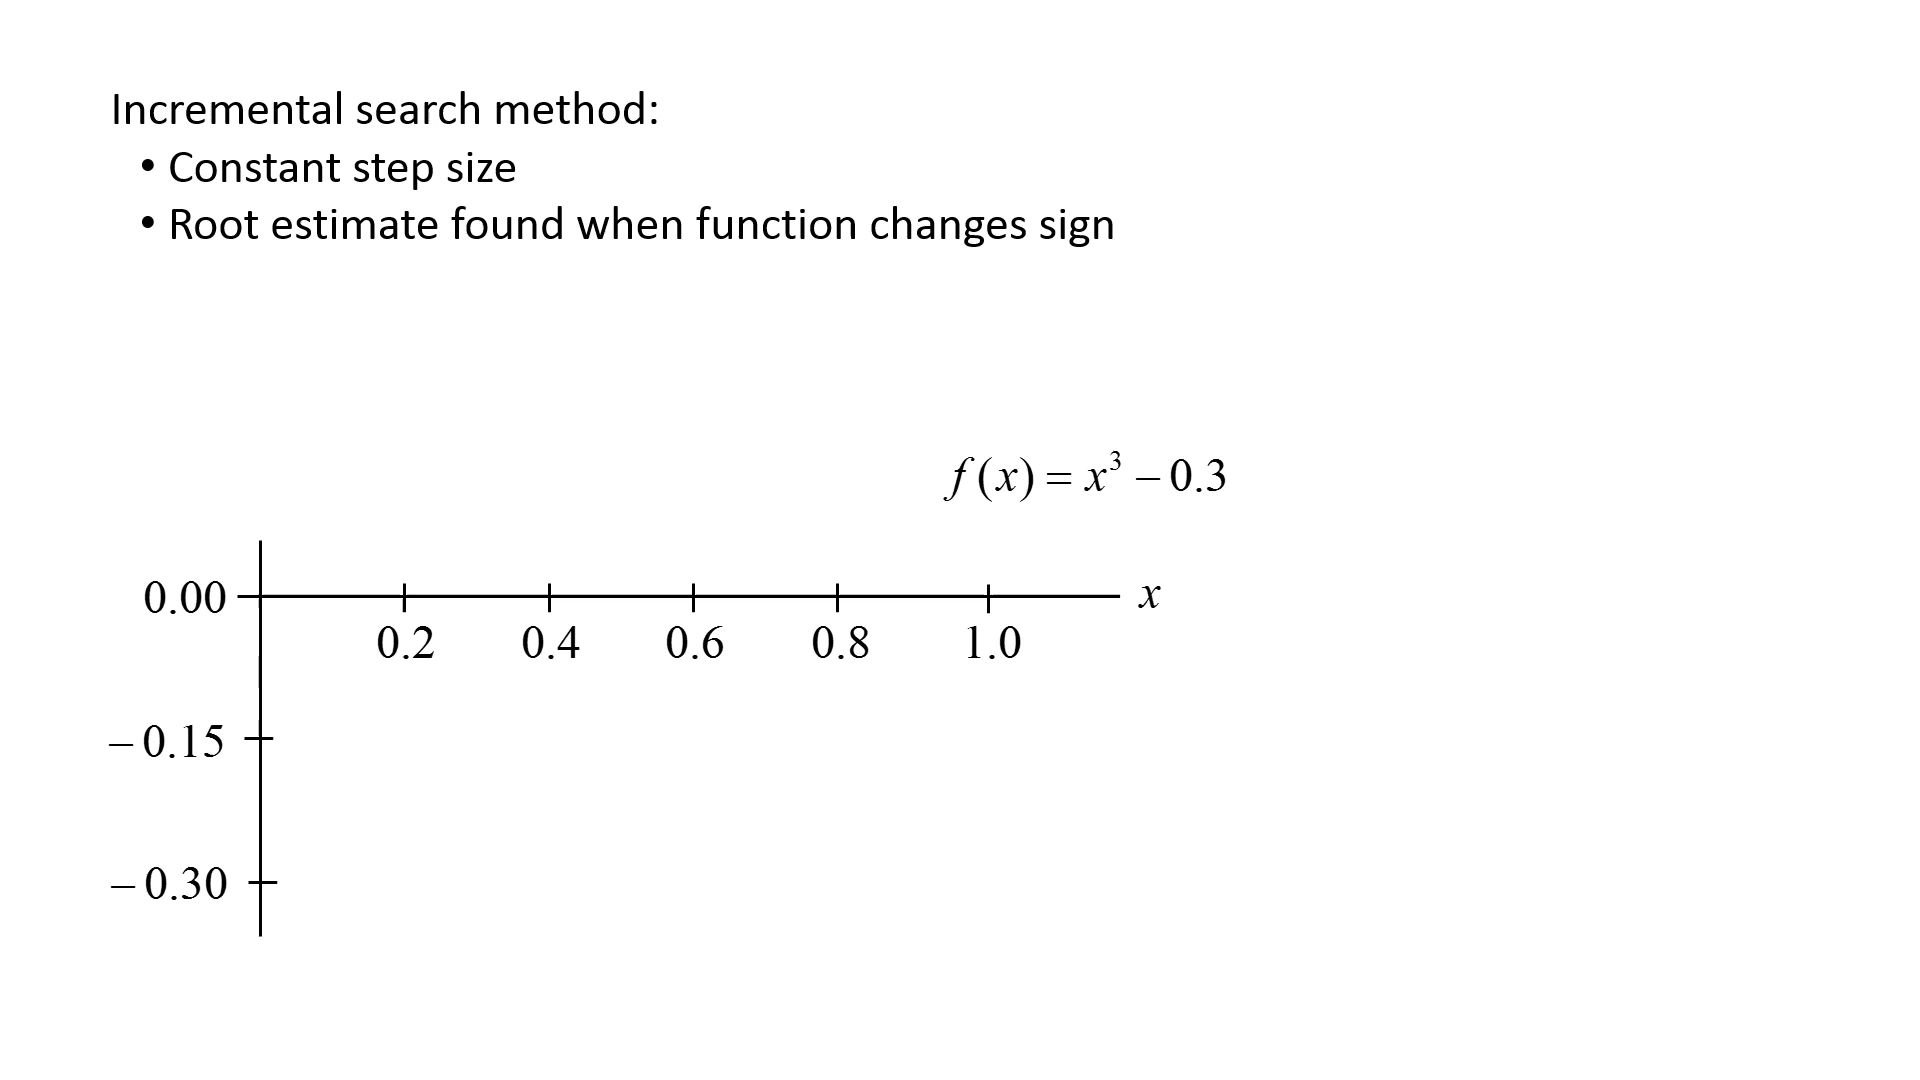 Incremental search method:
• Constant step size
• Root estimate found when function changes sign
f(x) = x³ – 0.3
0.00
x
0.2 0.4 0.6 0.8 1.0
– 0.15
– 0.30